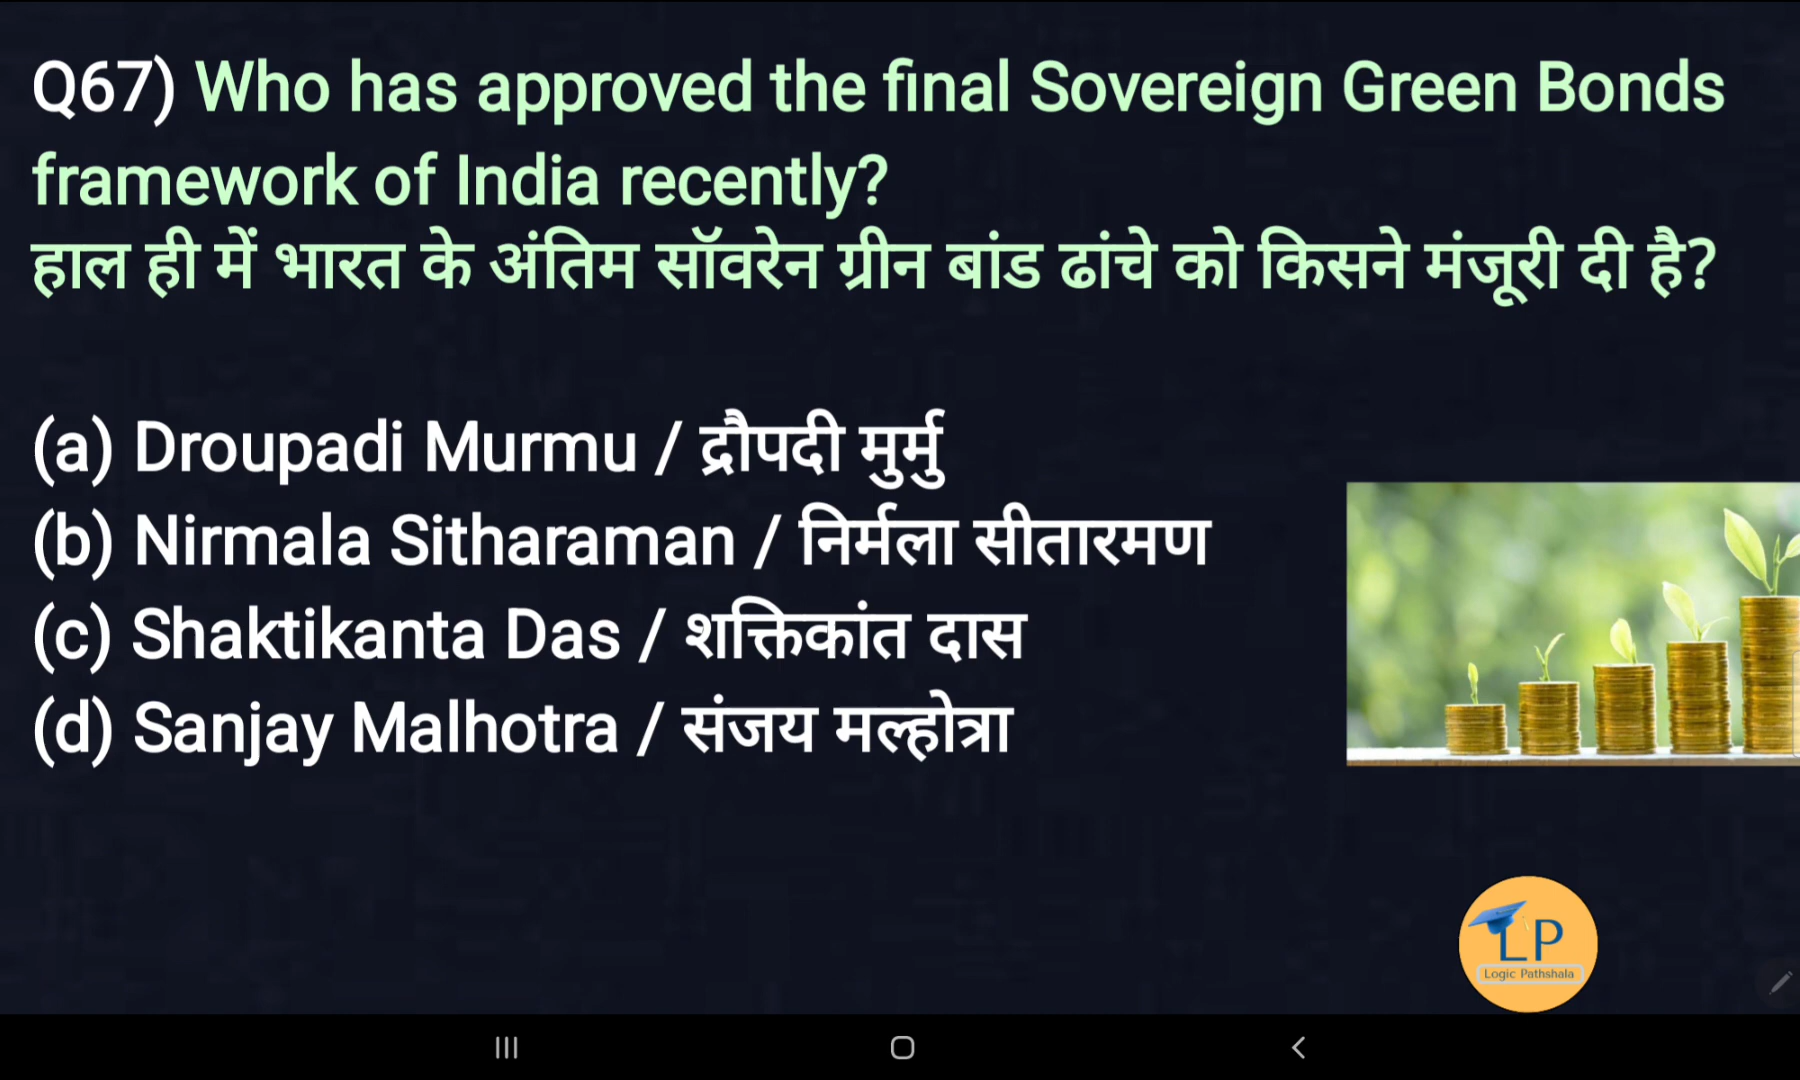 Q67) Who has approved the final Sovereign Green Bonds
framework of India recently?
हाल ही में भारत के अंतिम सॉवरेन ग्रीन बांड ढांचे को किसने मंजूरी दी है?
(a) Droupadi Murmu / द्रौपदी मुर्मु
(b) Nirmala Sitharaman / निर्मला सीतारमण
(c) Shaktikanta Das / शक्तिकांत दास
(d) Sanjay Malhotra / संजय मल्होत्रा
LP
Logic Pathshala